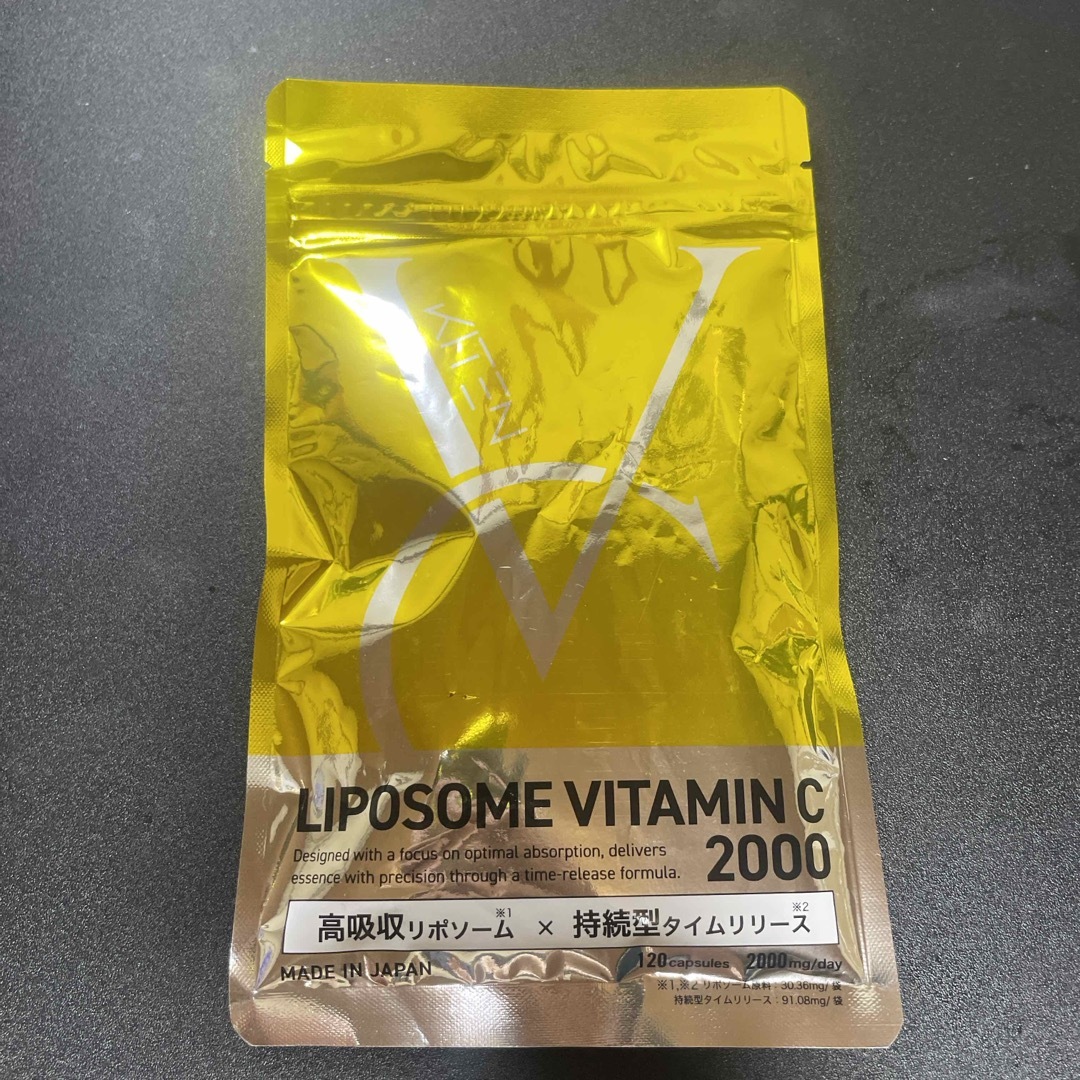 VC
KITEN
LIPOSOME VITAMIN C
2000
Designed with a focus on optimal absorption, delivers
essence with precision through a time-release formula.
高吸収リポソーム※1 × 持続型タイムリリース※2
MADE IN JAPAN
120capsules 2000mg/day
※1,※2 リポソーム原料：30.36mg/袋
持続型タイムリリース：91.08mg/袋